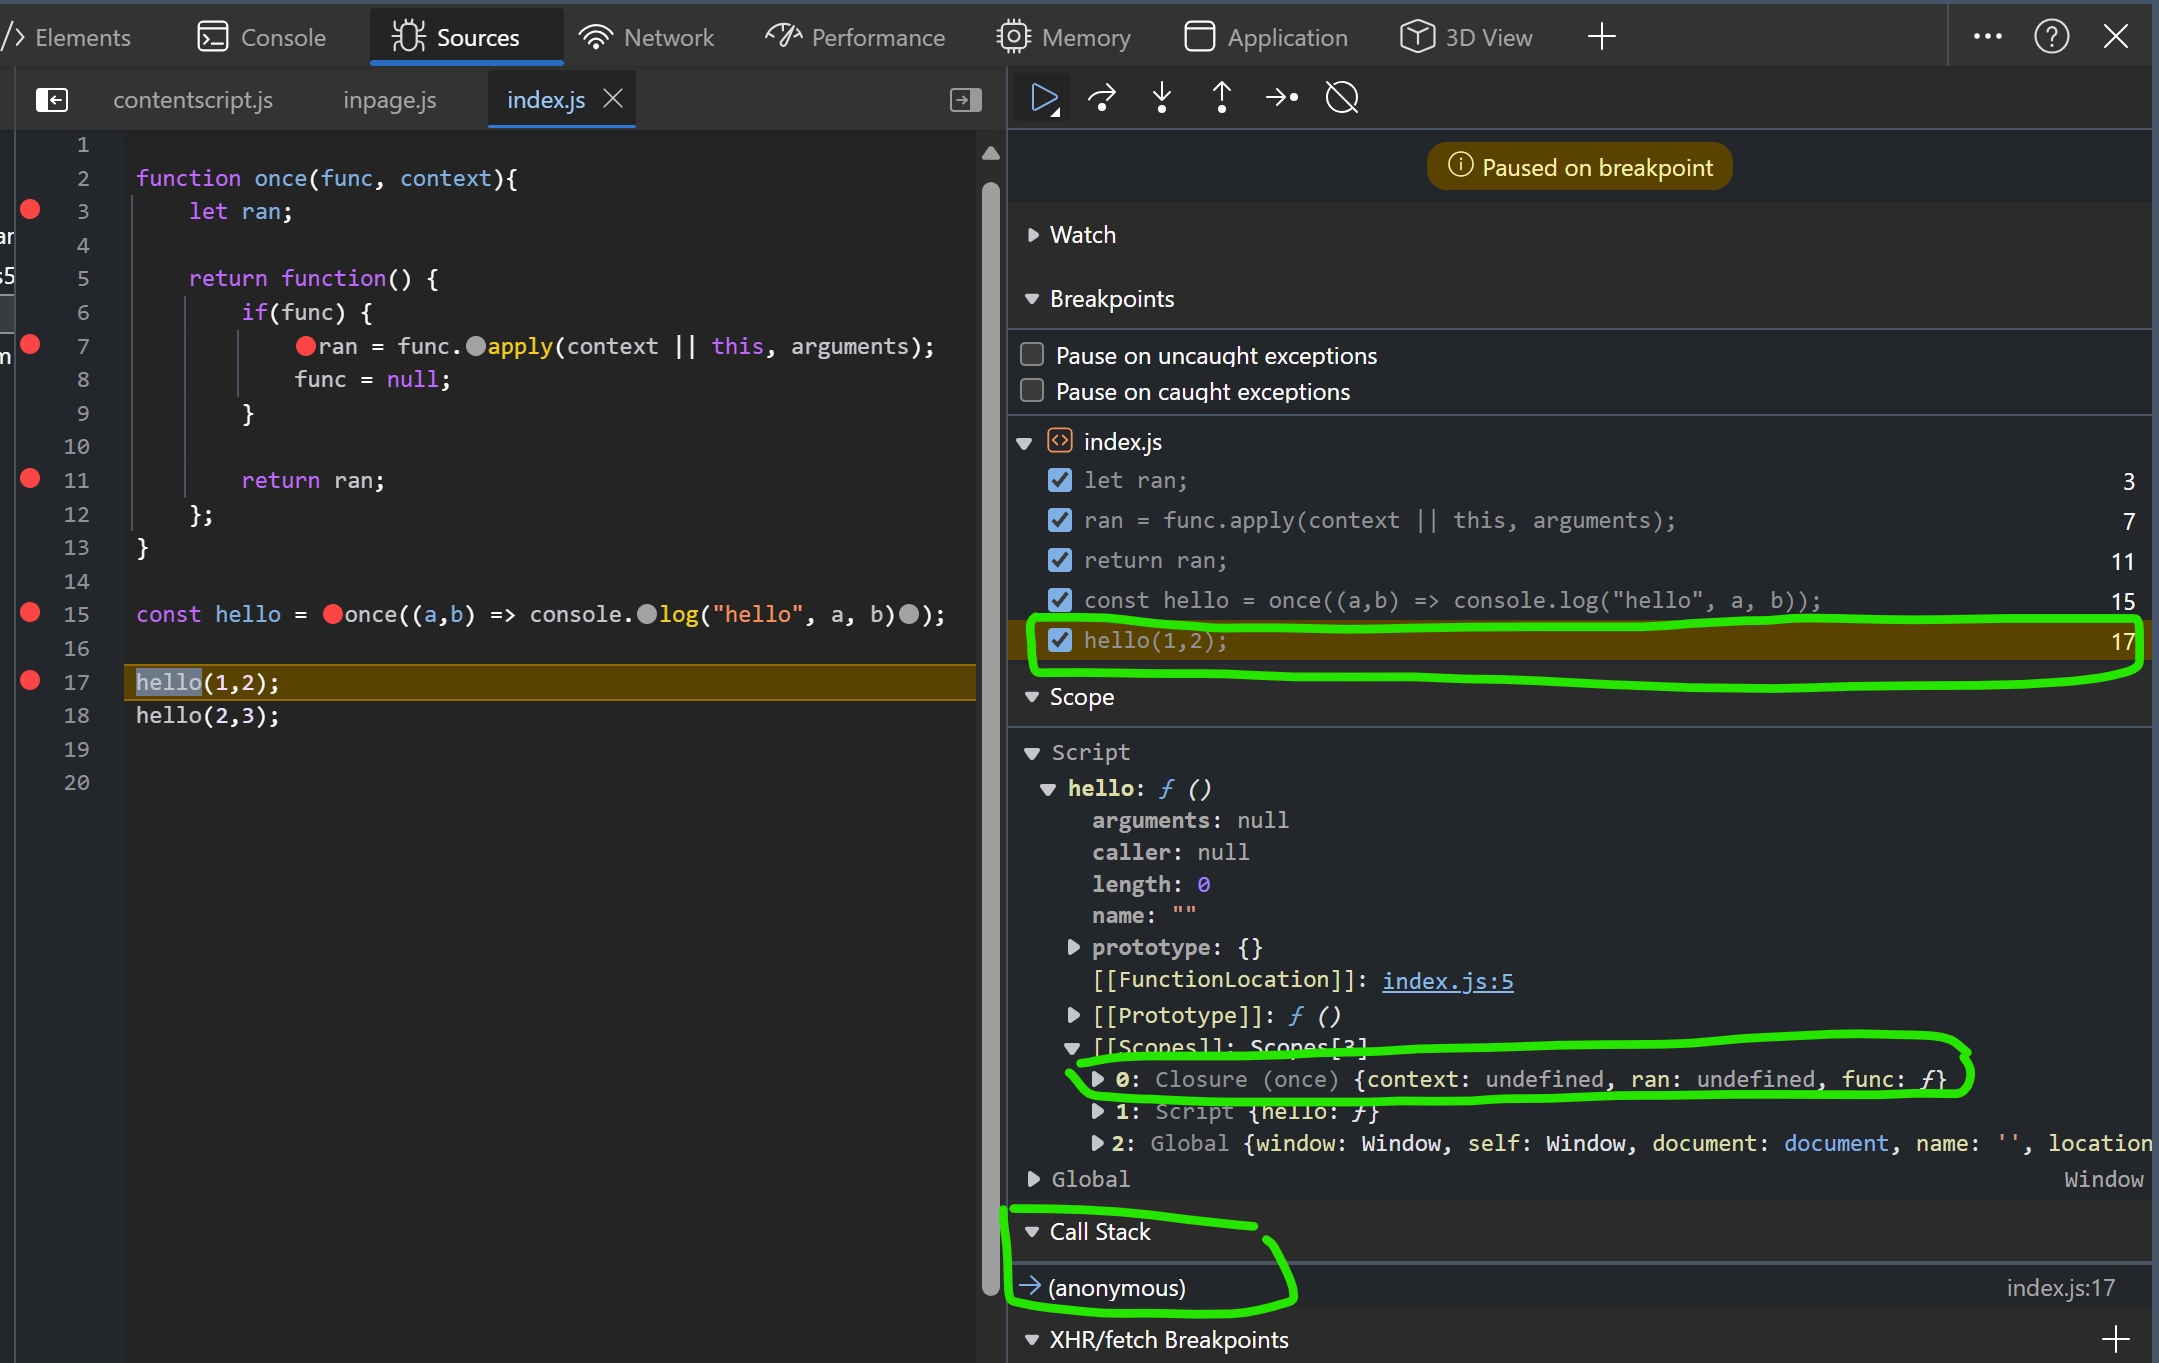 Elements Console Sources Network Performance Memory Application 3D View
contentscript.js inpage.js index.js
1
2 function once(func, context){
3 let ran;
4
5 return function() {
6 if(func) {
7 ran = func.apply(context || this, arguments);
8 func = null;
9 }
10
11 return ran;
12 };
13 }
14
15 const hello = once((a,b) => console.log("hello", a, b));
16
17 hello(1,2);
18 hello(2,3);
19
20
ar
s5
m
Paused on breakpoint
Watch
Breakpoints
Pause on uncaught exceptions
Pause on caught exceptions
index.js
let ran; 3
ran = func.apply(context || this, arguments); 7
return ran; 11
const hello = once((a,b) => console.log("hello", a, b)); 15
hello(1,2); 17
Scope
Script
hello: ƒ ()
arguments: null
caller: null
length: 0
name: ""
prototype: {}
[[FunctionLocation]]: index.js:5
[[Prototype]]: ƒ ()
[[Scopes]]: Scopes[3]
0: Closure (once) {context: undefined, ran: undefined, func: ƒ}
1: Script {hello: ƒ}
2: Global {window: Window, self: Window, document: document, name: '', location
Global Window
Call Stack
(anonymous) index.js:17
XHR/fetch Breakpoints